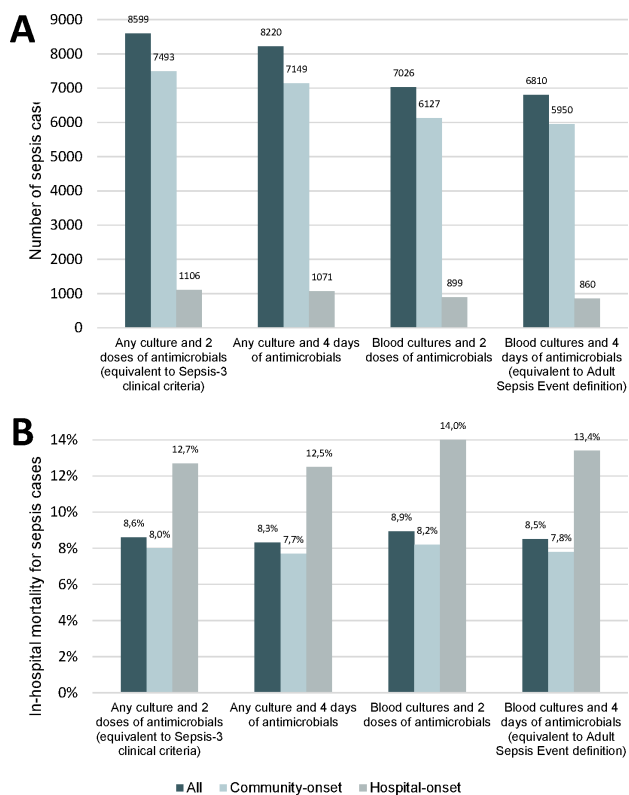 A
Number of sepsis case
9000
8000
7000
6000
5000
4000
3000
2000
1000
0
8599
7493
1106
8220
7149
1071
7026
6127
899
6810
5950
860
Any culture and 2
doses of antimicrobials
(equivalent to Sepsis-3
clinical criteria)
Any culture and 4 days
of antimicrobials
Blood cultures and 2
doses of antimicrobials
Blood cultures and 4
days of antimicrobials
(equivalent to Adult
Sepsis Event definition)
B
In-hospital mortality for sepsis cases
14%
12%
10%
8%
6%
4%
2%
0%
8,6%
8,0%
12,7%
8,3%
7,7%
12,5%
8,9%
8,2%
14,0%
8,5%
7,8%
13,4%
Any culture and 2
doses of antimicrobials
(equivalent to Sepsis-3
clinical criteria)
Any culture and 4 days
of antimicrobials
Blood cultures and 2
doses of antimicrobials
Blood cultures and 4
days of antimicrobials
(equivalent to Adult
Sepsis Event definition)
All Community-onset Hospital-onset